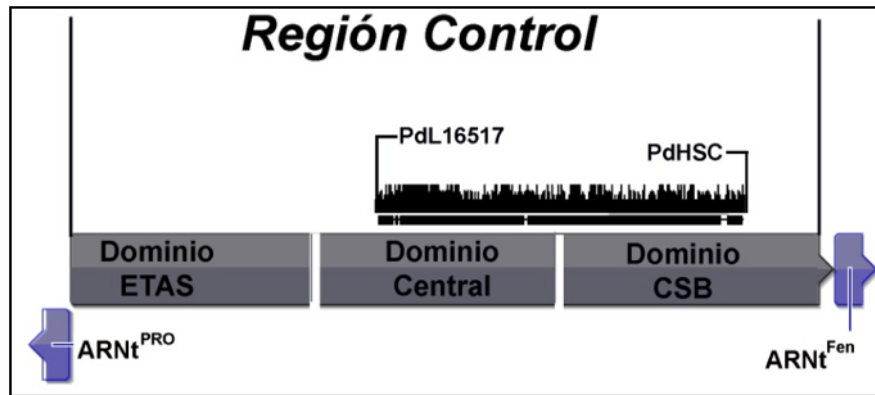 Región Control
PdL16517
PdHSC
Dominio ETAS
Dominio Central
Dominio CSB
ARNt^PRO
ARNt^Fen